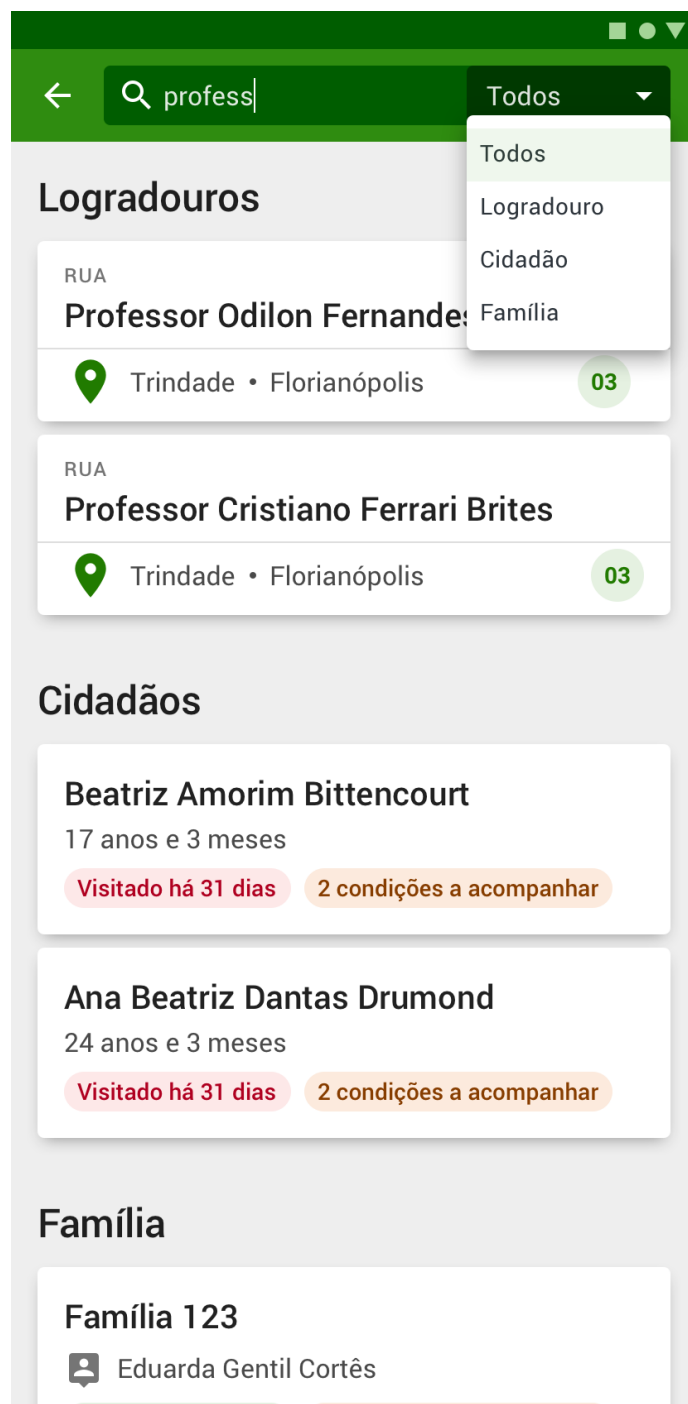 profess
Todos
Todos
Logradouro
Cidadão
Família
Logradouros
RUA
Professor Odilon Fernandes
Trindade • Florianópolis
03
RUA
Professor Cristiano Ferrari Brites
Trindade • Florianópolis
03
Cidadãos
Beatriz Amorim Bittencourt
17 anos e 3 meses
Visitado há 31 dias
2 condições a acompanhar
Ana Beatriz Dantas Drumond
24 anos e 3 meses
Visitado há 31 dias
2 condições a acompanhar
Família
Família 123
Eduarda Gentil Cortês